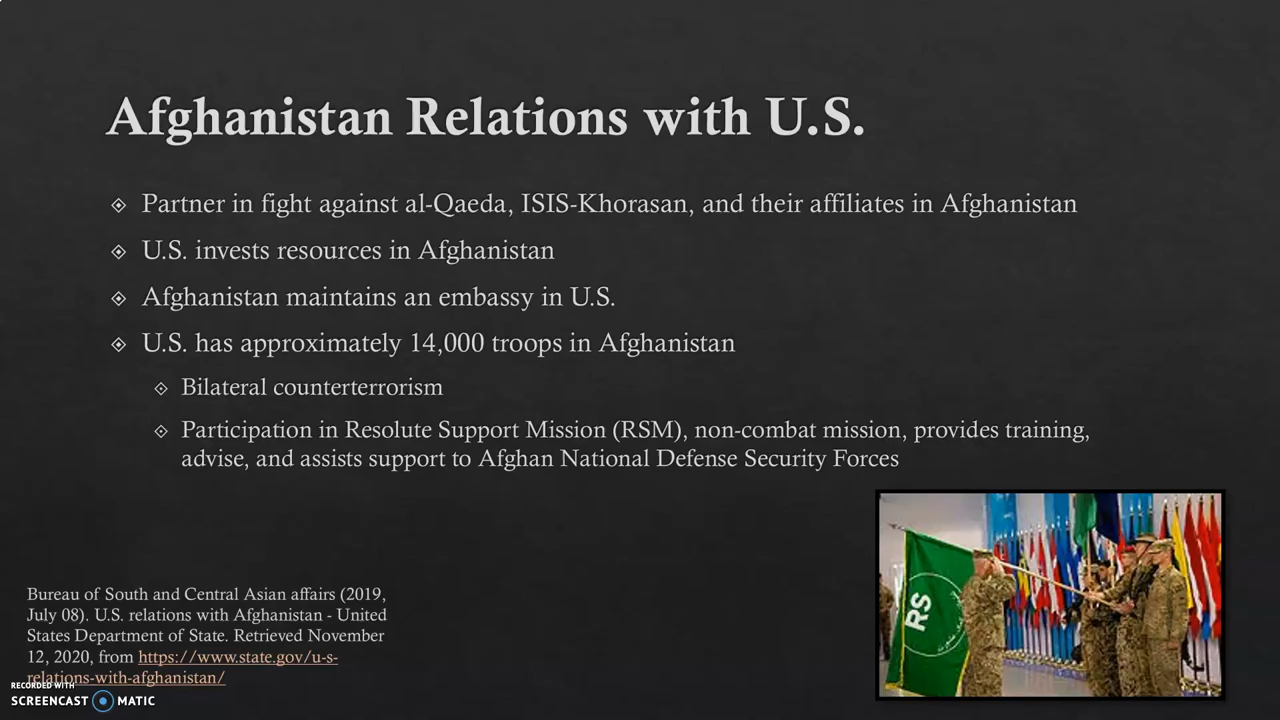 Afghanistan Relations with U.S.
Partner in fight against al-Qaeda, ISIS-Khorasan, and their affiliates in Afghanistan
U.S. invests resources in Afghanistan
Afghanistan maintains an embassy in U.S.
U.S. has approximately 14,000 troops in Afghanistan
Bilateral counterterrorism
Participation in Resolute Support Mission (RSM), non-combat mission, provides training,
advise, and assists support to Afghan National Defense Security Forces
RS
Bureau of South and Central Asian affairs (2019,
July 08). U.S. relations with Afghanistan - United
States Department of State. Retrieved November
12, 2020, from https://www.state.gov/u-s-
relations-with-afghanistan/
RECORDED WITH
SCREENCAST MATIC